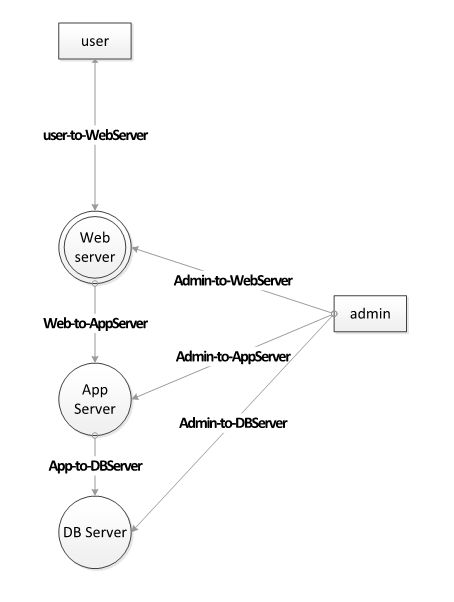 user
user-to-WebServer
Web
server
Admin-to-WebServer
admin
Web-to-AppServer
Admin-to-AppServer
App
Server
Admin-to-DBServer
App-to-DBServer
DB Server